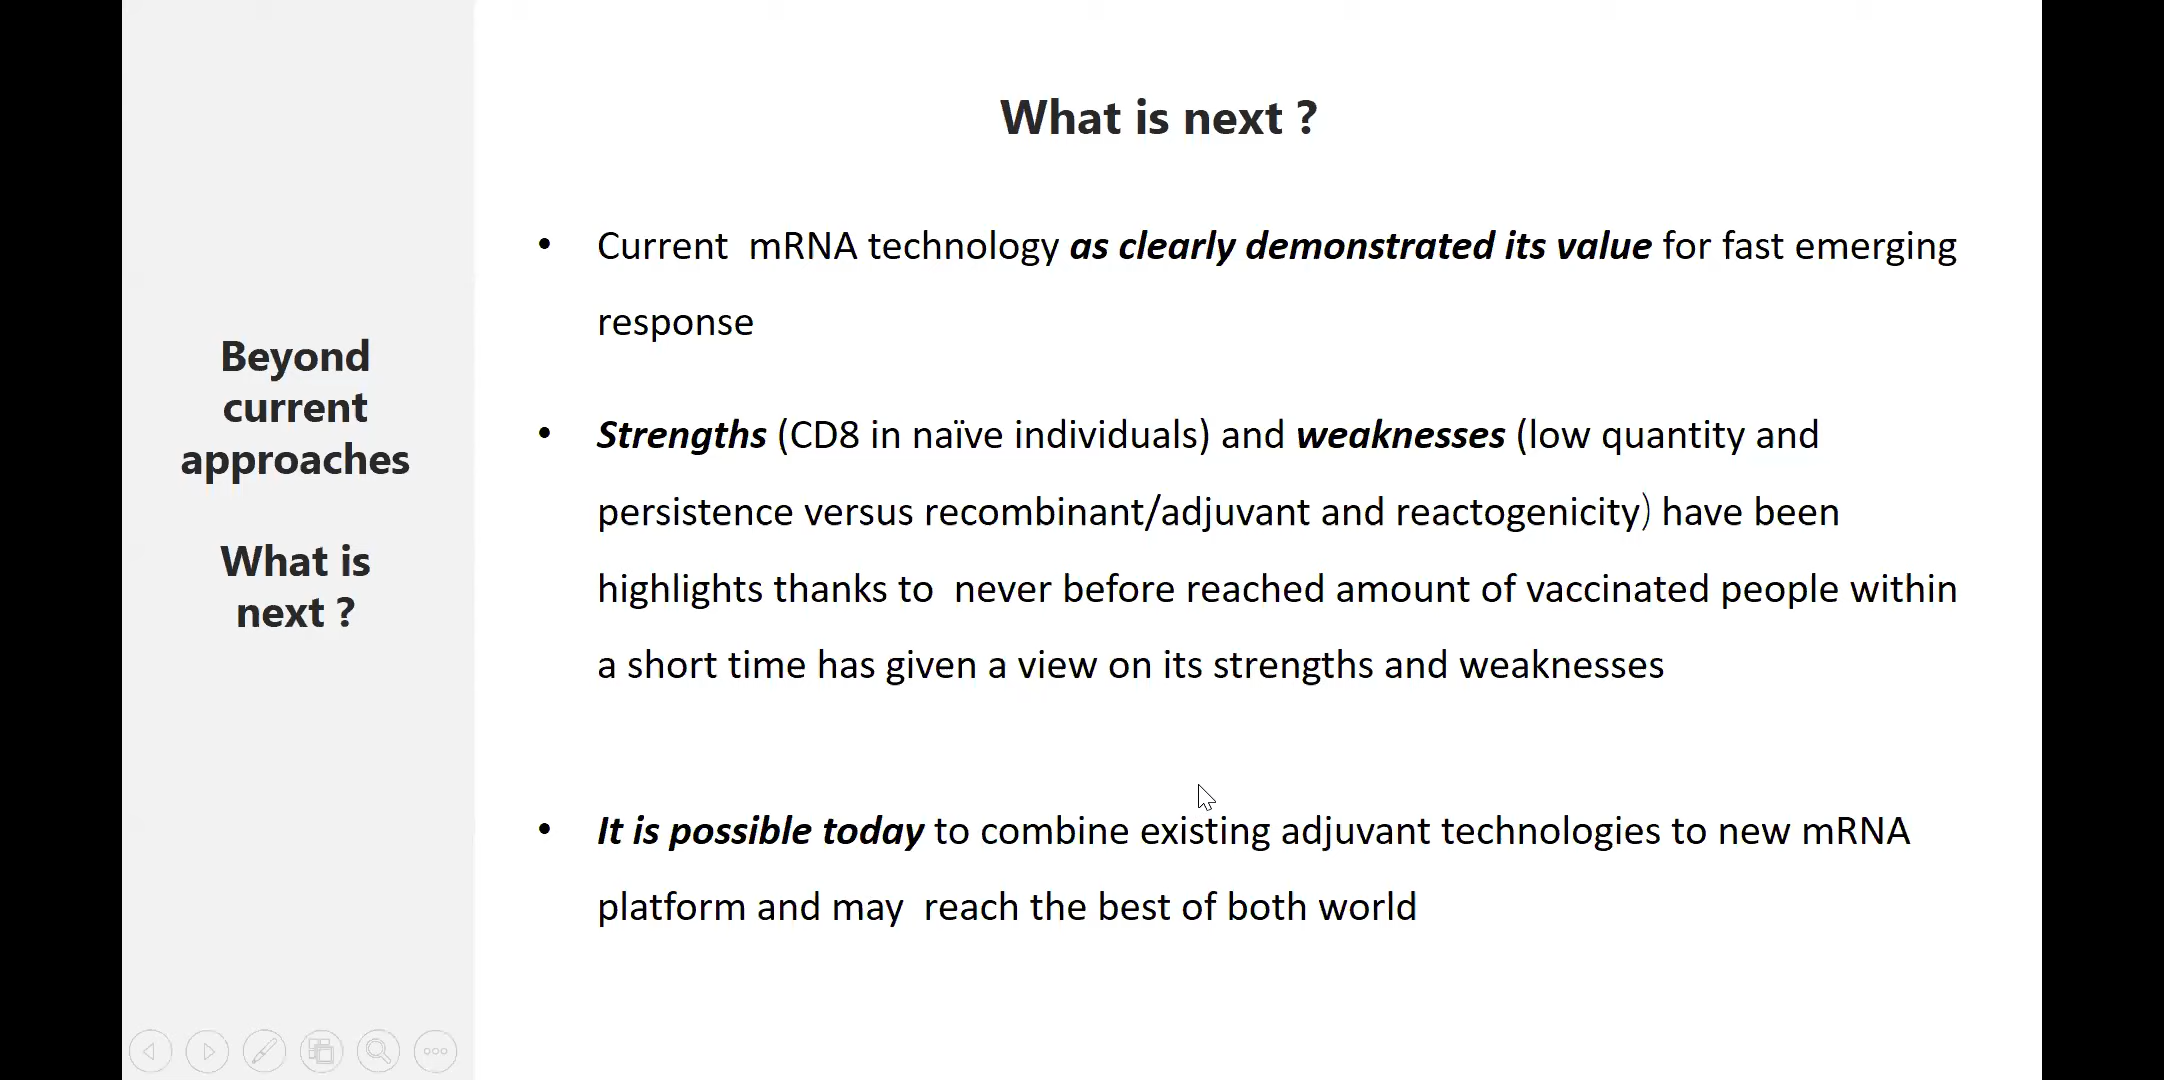 Beyond
current
approaches
What is
next ?
What is next ?
• Current  mRNA technology as clearly demonstrated its value for fast emerging
response
• Strengths (CD8 in naïve individuals) and weaknesses (low quantity and
persistence versus recombinant/adjuvant and reactogenicity) have been
highlights thanks to  never before reached amount of vaccinated people within
a short time has given a view on its strengths and weaknesses
• It is possible today to combine existing adjuvant technologies to new mRNA
platform and may  reach the best of both world